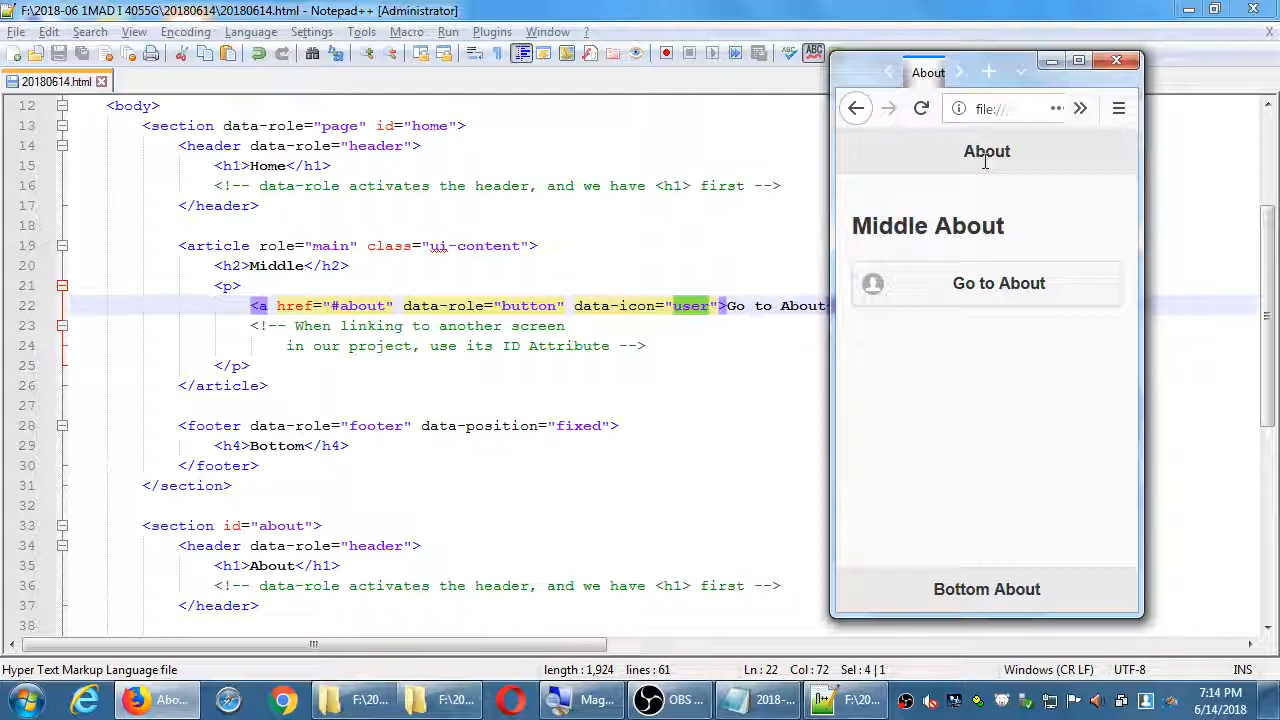 F:\2018-06 1MAD I 4055G\20180614\20180614.html - Notepad++ [Administrator]
File Edit Search View Encoding Language Settings Tools Macro Run Plugins Window ?
ABC
20180614.html
12 <body>
13 <section data-role="page" id="home">
14 <header data-role="header">
15 <h1>Home</h1>
16 <!-- data-role activates the header, and we have <h1> first -->
17 </header>
18
19 <article role="main" class="ui-content">
20 <h2>Middle</h2>
21 <p>
22 <a href="#about" data-role="button" data-icon="user">Go to About
23 <!-- When linking to another screen
24 in our project, use its ID Attribute -->
25 </p>
26 </article>
27
28 <footer data-role="footer" data-position="fixed">
29 <h4>Bottom</h4>
30 </footer>
31 </section>
32
33 <section id="about">
34 <header data-role="header">
35 <h1>About</h1>
36 <!-- data-role activates the header, and we have <h1> first -->
37 </header>
38
About
file://
About
Middle About
Go to About
Bottom About
Hyper Text Markup Language file length : 1,924 lines : 61 Ln : 22 Col : 72 Sel : 4 | 1 Windows (CR LF) UTF-8 INS
Abo... F:\20... F:\20... Mag... OBS ... 2018-... F:\20...
7:14 PM
6/14/2018